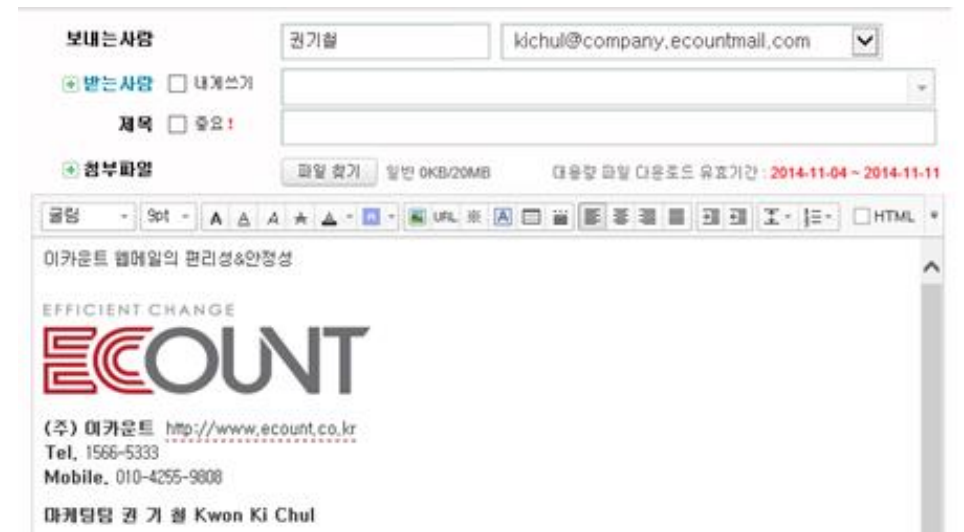 보내는사람 권기철 kichul@company.ecountmail.com
받는사람 내게쓰기
제목 중요!
첨부파일 파일 찾기 일반 0KB/20MB 대용량 파일 다운로드 유효기간 : 2014-11-04 ~ 2014-11-11
굴림 9pt URL HTML
이카운트 웹메일의 편리성&안정성
EFFICIENT CHANGE
ECOUNT
(주) 이카운트 http://www.ecount.co.kr
Tel. 1566-5333
Mobile. 010-4255-9808
마케팅팀 권 기 철 Kwon Ki Chul